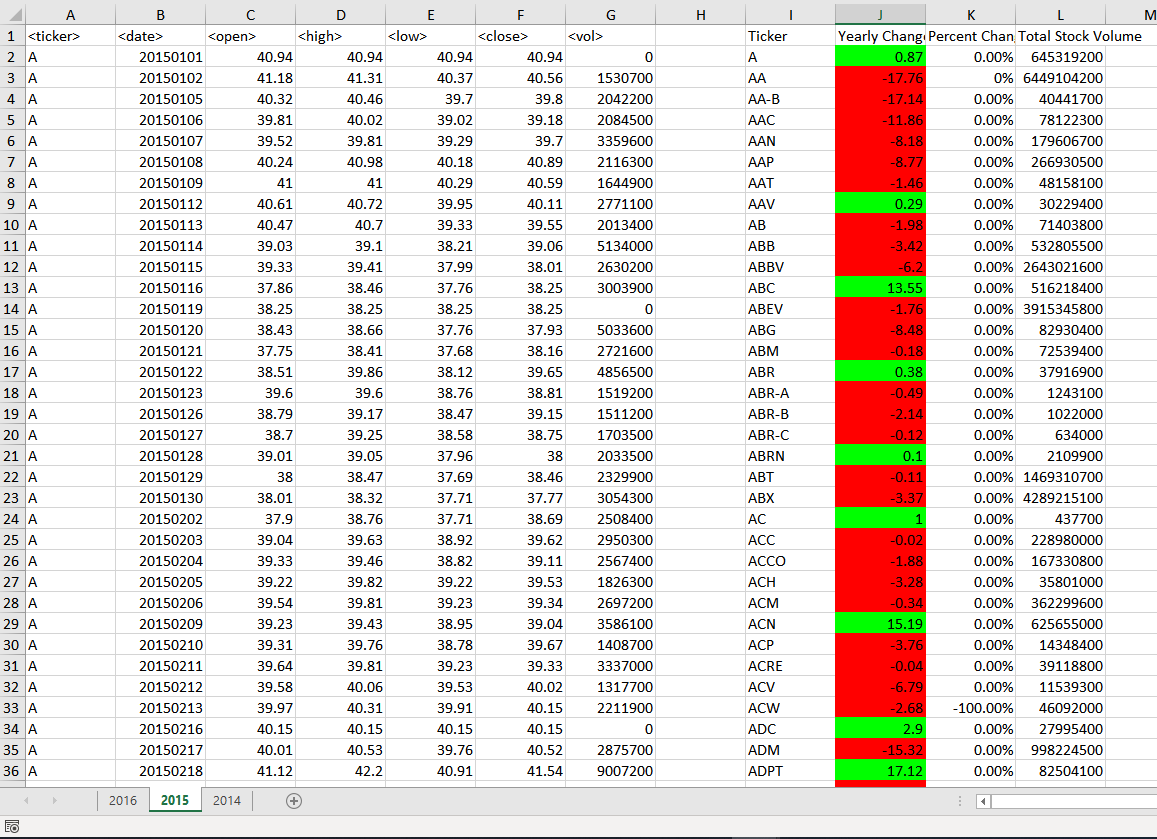 A B C D E F G H I J K L M
1 <ticker> <date> <open> <high> <low> <close> <vol> Ticker Yearly Change Percent Chan Total Stock Volume
2 A 20150101 40.94 40.94 40.94 40.94 0 A 0.87 0.00% 645319200
3 A 20150102 41.18 41.31 40.37 40.56 1530700 AA -17.76 0% 6449104200
4 A 20150105 40.32 40.46 39.7 39.8 2042200 AA-B -17.14 0.00% 40441700
5 A 20150106 39.81 40.02 39.02 39.18 2084500 AAC -11.86 0.00% 78122300
6 A 20150107 39.52 39.81 39.29 39.7 3359600 AAN -8.18 0.00% 179606700
7 A 20150108 40.24 40.98 40.18 40.89 2116300 AAP -8.77 0.00% 266930500
8 A 20150109 41 41 40.29 40.59 1644900 AAT -1.46 0.00% 48158100
9 A 20150112 40.61 40.72 39.95 40.11 2771100 AAV 0.29 0.00% 30229400
10 A 20150113 40.47 40.7 39.33 39.55 2013400 AB -1.98 0.00% 71403800
11 A 20150114 39.03 39.1 38.21 39.06 5134000 ABB -3.42 0.00% 532805500
12 A 20150115 39.33 39.41 37.99 38.01 2630200 ABBV -6.2 0.00% 2643021600
13 A 20150116 37.86 38.46 37.76 38.25 3003900 ABC 13.55 0.00% 516218400
14 A 20150119 38.25 38.25 38.25 38.25 0 ABEV -1.76 0.00% 3915345800
15 A 20150120 38.43 38.66 37.76 37.93 5033600 ABG -8.48 0.00% 82930400
16 A 20150121 37.75 38.41 37.68 38.16 2721600 ABM -0.18 0.00% 72539400
17 A 20150122 38.51 39.86 38.12 39.65 4856500 ABR 0.38 0.00% 37916900
18 A 20150123 39.6 39.6 38.76 38.81 1519200 ABR-A -0.49 0.00% 1243100
19 A 20150126 38.79 39.17 38.47 39.15 1511200 ABR-B -2.14 0.00% 1022000
20 A 20150127 38.7 39.25 38.58 38.75 1703500 ABR-C -0.12 0.00% 634000
21 A 20150128 39.01 39.05 37.96 38 2033500 ABRN 0.1 0.00% 2109900
22 A 20150129 38 38.47 37.69 38.46 2329900 ABT -0.11 0.00% 1469310700
23 A 20150130 38.01 38.32 37.71 37.77 3054300 ABX -3.37 0.00% 4289215100
24 A 20150202 37.9 38.76 37.71 38.69 2508400 AC 1 0.00% 437700
25 A 20150203 39.04 39.63 38.92 39.62 2950300 ACC -0.02 0.00% 228980000
26 A 20150204 39.33 39.46 38.82 39.11 2567400 ACCO -1.88 0.00% 167330800
27 A 20150205 39.22 39.82 39.22 39.53 1826300 ACH -3.28 0.00% 35801000
28 A 20150206 39.54 39.81 39.23 39.34 2697200 ACM -0.34 0.00% 362299600
29 A 20150209 39.23 39.43 38.95 39.04 3586100 ACN 15.19 0.00% 625655000
30 A 20150210 39.31 39.76 38.78 39.67 1408700 ACP -3.76 0.00% 14348400
31 A 20150211 39.64 39.81 39.23 39.33 3337000 ACRE -0.04 0.00% 39118800
32 A 20150212 39.58 40.06 39.53 40.02 1317700 ACV -6.79 0.00% 11539300
33 A 20150213 39.97 40.31 39.91 40.15 2211900 ACW -2.68 -100.00% 46092000
34 A 20150216 40.15 40.15 40.15 40.15 0 ADC 2.9 0.00% 27995400
35 A 20150217 40.01 40.53 39.76 40.52 2875700 ADM -15.32 0.00% 998224500
36 A 20150218 41.12 42.2 40.91 41.54 9007200 ADPT 17.12 0.00% 82504100
2016 2015 2014